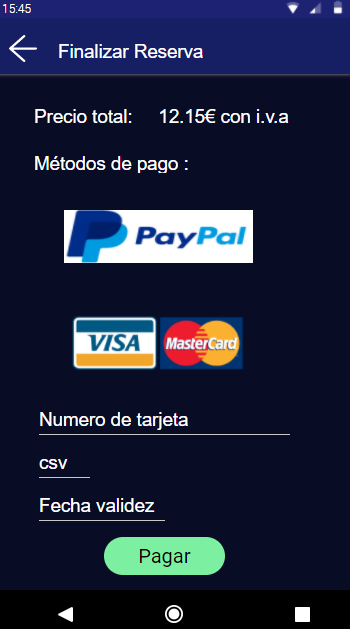 15:45
Finalizar Reserva
Precio total: 12.15€ con i.v.a
Métodos de pago :
PayPal
VISA MasterCard
Numero de tarjeta
csv
Fecha validez
Pagar